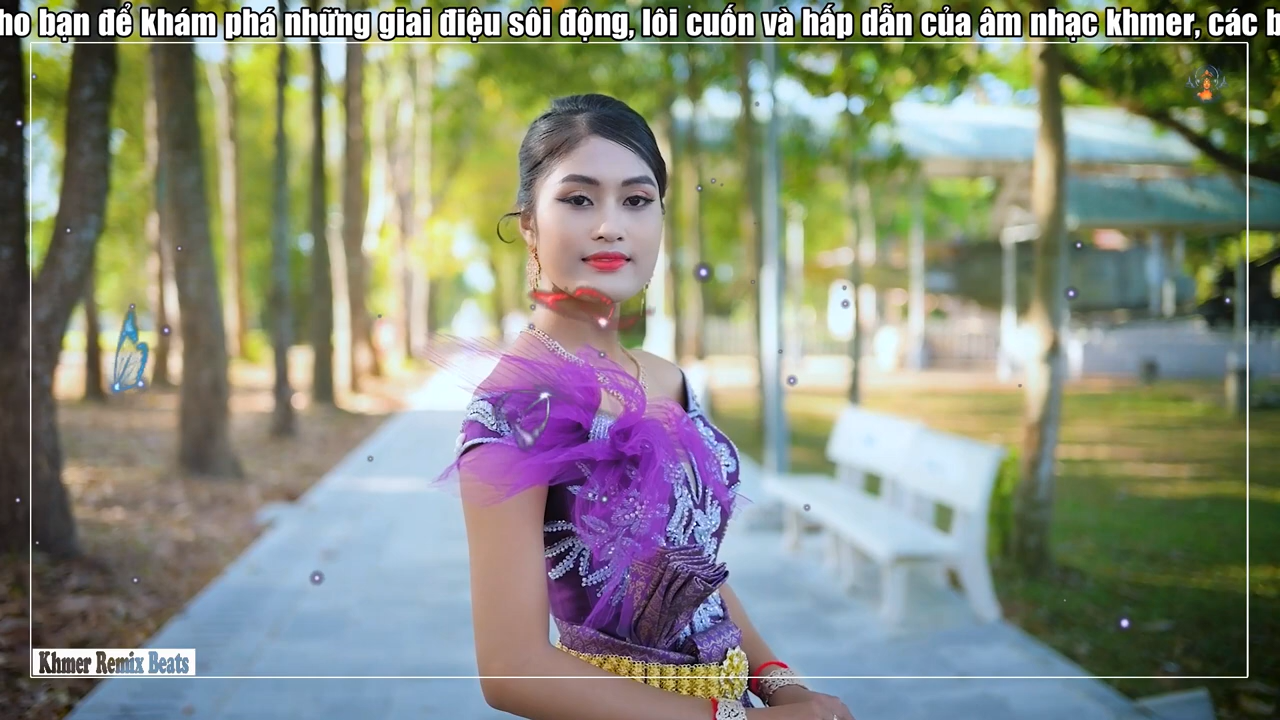 ho bạn để khám phá những giai điệu sôi động, lôi cuốn và hấp dẫn của âm nhạc khmer, các b
Khmer Remix Beats